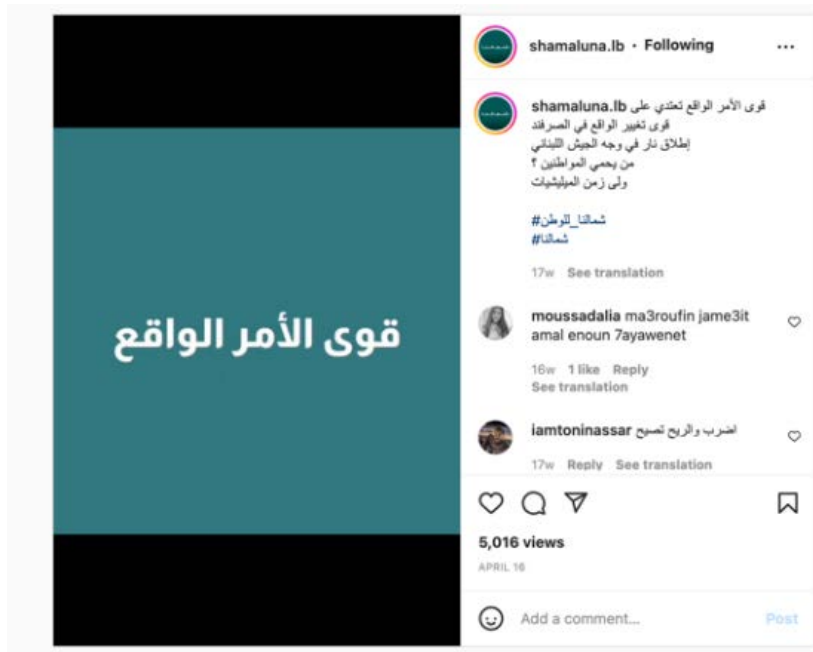 قوى الأمر الواقع
shamaluna.lb • Following
shamaluna.lb قوى الأمر الواقع تعتدي على
قوى تغيير الواقع في الصرفند
إطلاق نار في وجه الجيش اللبناني
من يحمي المواطنين ؟
ولى زمن الميليشيات
#شمالنا_للوطن
#شمالنا
17w See translation
moussadalia ma3roufin jame3it
amal enoun 7ayawenet
16w 1 like Reply
See translation
iamtoninassar اضرب والريح تصيح
17w Reply See translation
5,016 views
APRIL 16
Add a comment...
Post